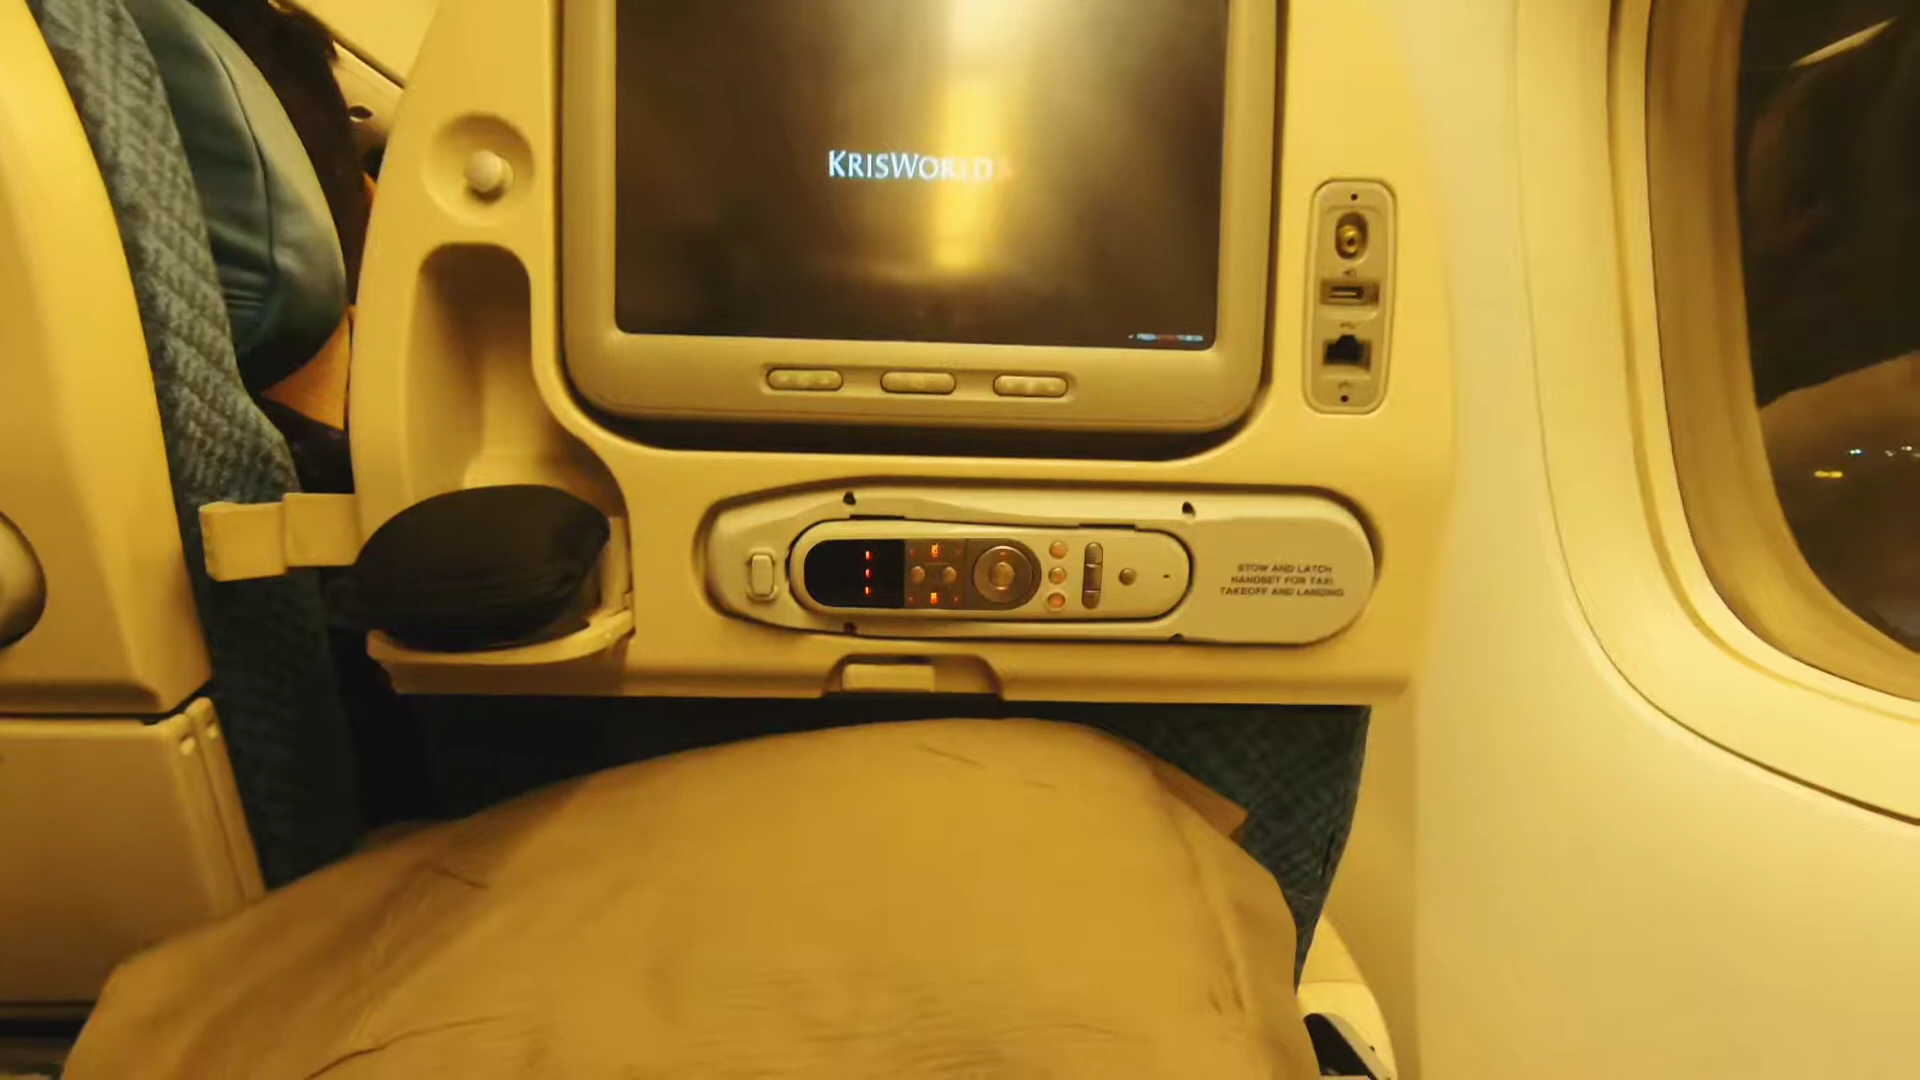 KRISWORLD
STOW AND LATCH
HANDSET FOR TAXI,
TAKEOFF AND LANDING